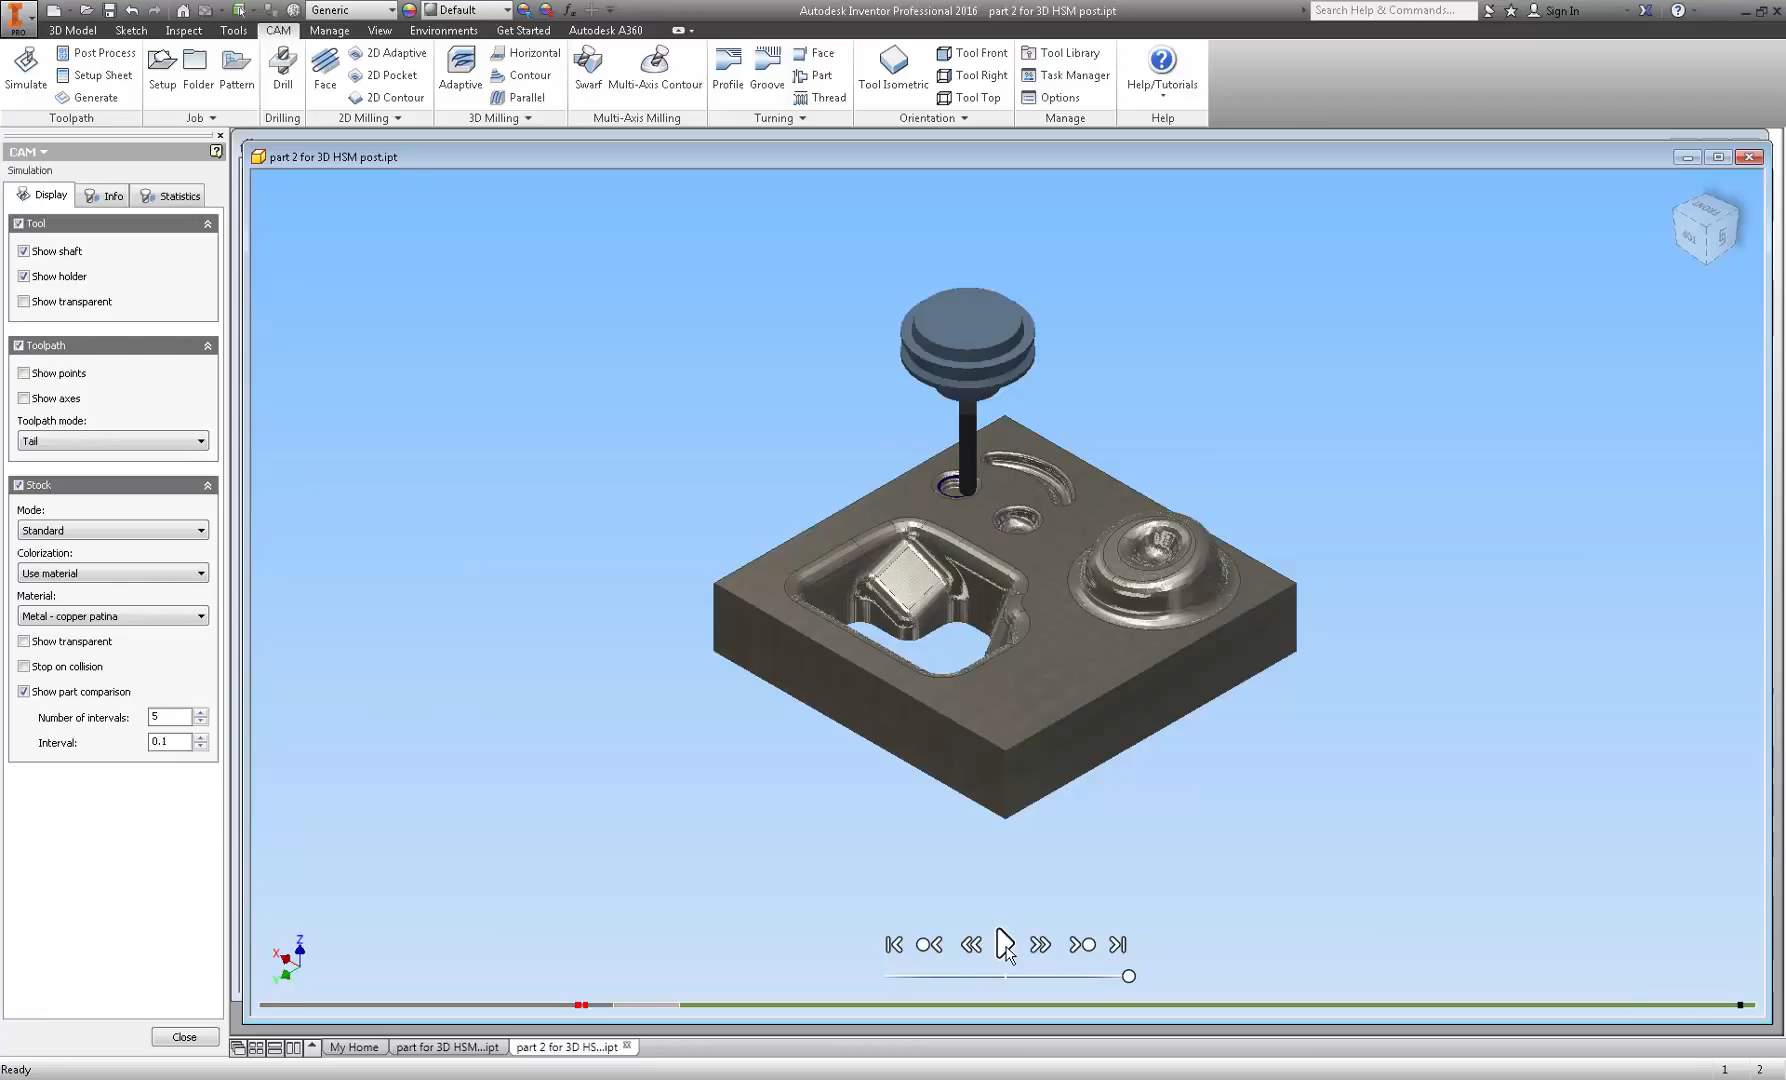 Generic
Default
Autodesk Inventor Professional 2016 part 2 for 3D HSM post.ipt
Search Help & Commands...
Sign In
PRO
3D Model Sketch Inspect Tools CAM Manage View Environments Get Started Autodesk A360
Simulate
Post Process
Setup Sheet
Generate
Toolpath
Setup
Folder
Pattern
Job
Drill
Drilling
Face
2D Adaptive
2D Pocket
2D Contour
2D Milling
Adaptive
Horizontal
Contour
Parallel
3D Milling
Swarf
Multi-Axis Contour
Multi-Axis Milling
Profile
Groove
Face
Part
Thread
Turning
Tool Isometric
Tool Front
Tool Right
Tool Top
Orientation
Tool Library
Task Manager
Options
Manage
Help/Tutorials
Help
CAM
Simulation
Display
Info
Statistics
Tool
Show shaft
Show holder
Show transparent
Toolpath
Show points
Show axes
Toolpath mode:
Tail
Stock
Mode:
Standard
Colorization:
Use material
Material:
Metal - copper patina
Show transparent
Stop on collision
Show part comparison
Number of intervals: 5
Interval: 0.1
Close
part 2 for 3D HSM post.ipt
FRONT
TOP
Z
X
Y
My Home
part for 3D HSM...ipt
part 2 for 3D HS...ipt
Ready
1 2